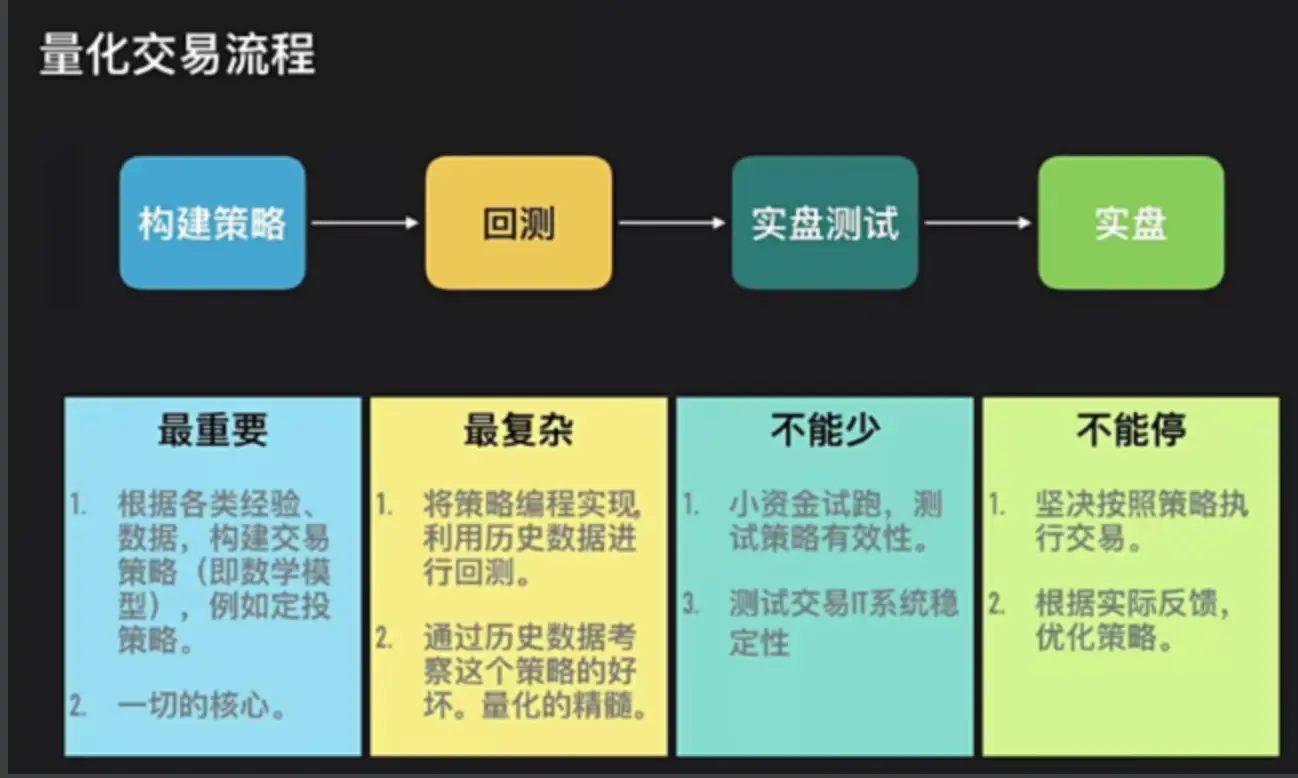 量化交易流程
构建策略
回测
实盘测试
实盘
最重要
1. 根据各类经验、
数据，构建交易
策略（即数学模
型），例如定投
策略。
2. 一切的核心。
最复杂
1. 将策略编程实现,
利用历史数据进
行回测。
2. 通过历史数据考
察这个策略的好
坏。量化的精髓。
不能少
1. 小资金试跑，测
试策略有效性。
3. 测试交易IT系统稳
定性
不能停
1. 坚决按照策略执
行交易。
2. 根据实际反馈，
优化策略。